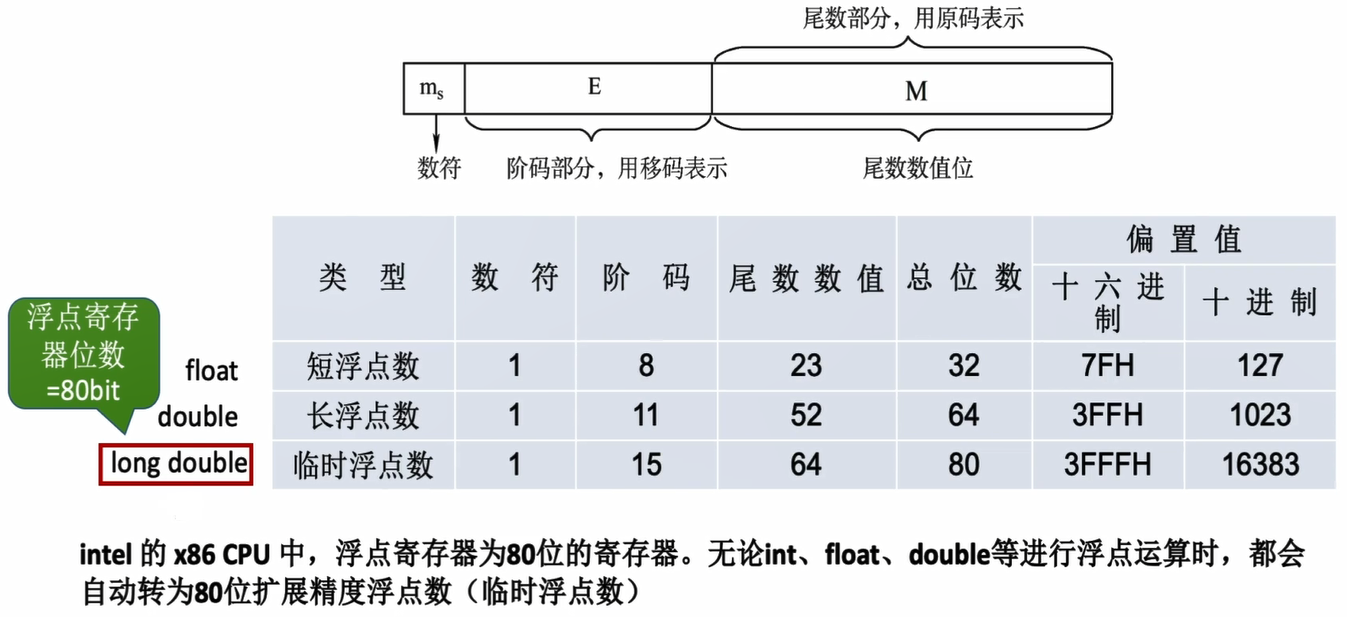 尾数部分，用原码表示
ms E M
数符 阶码部分，用移码表示 尾数数值位
类 型 数 符 阶 码 尾数数值 总位数 偏置值
十六进制 十进制
浮点寄存
器位数
=80bit
float 短浮点数 1 8 23 32 7FH 127
double 长浮点数 1 11 52 64 3FFH 1023
long double 临时浮点数 1 15 64 80 3FFFH 16383
intel 的 x86 CPU 中，浮点寄存器为80位的寄存器。无论int、float、double等进行浮点运算时，都会
自动转为80位扩展精度浮点数（临时浮点数）